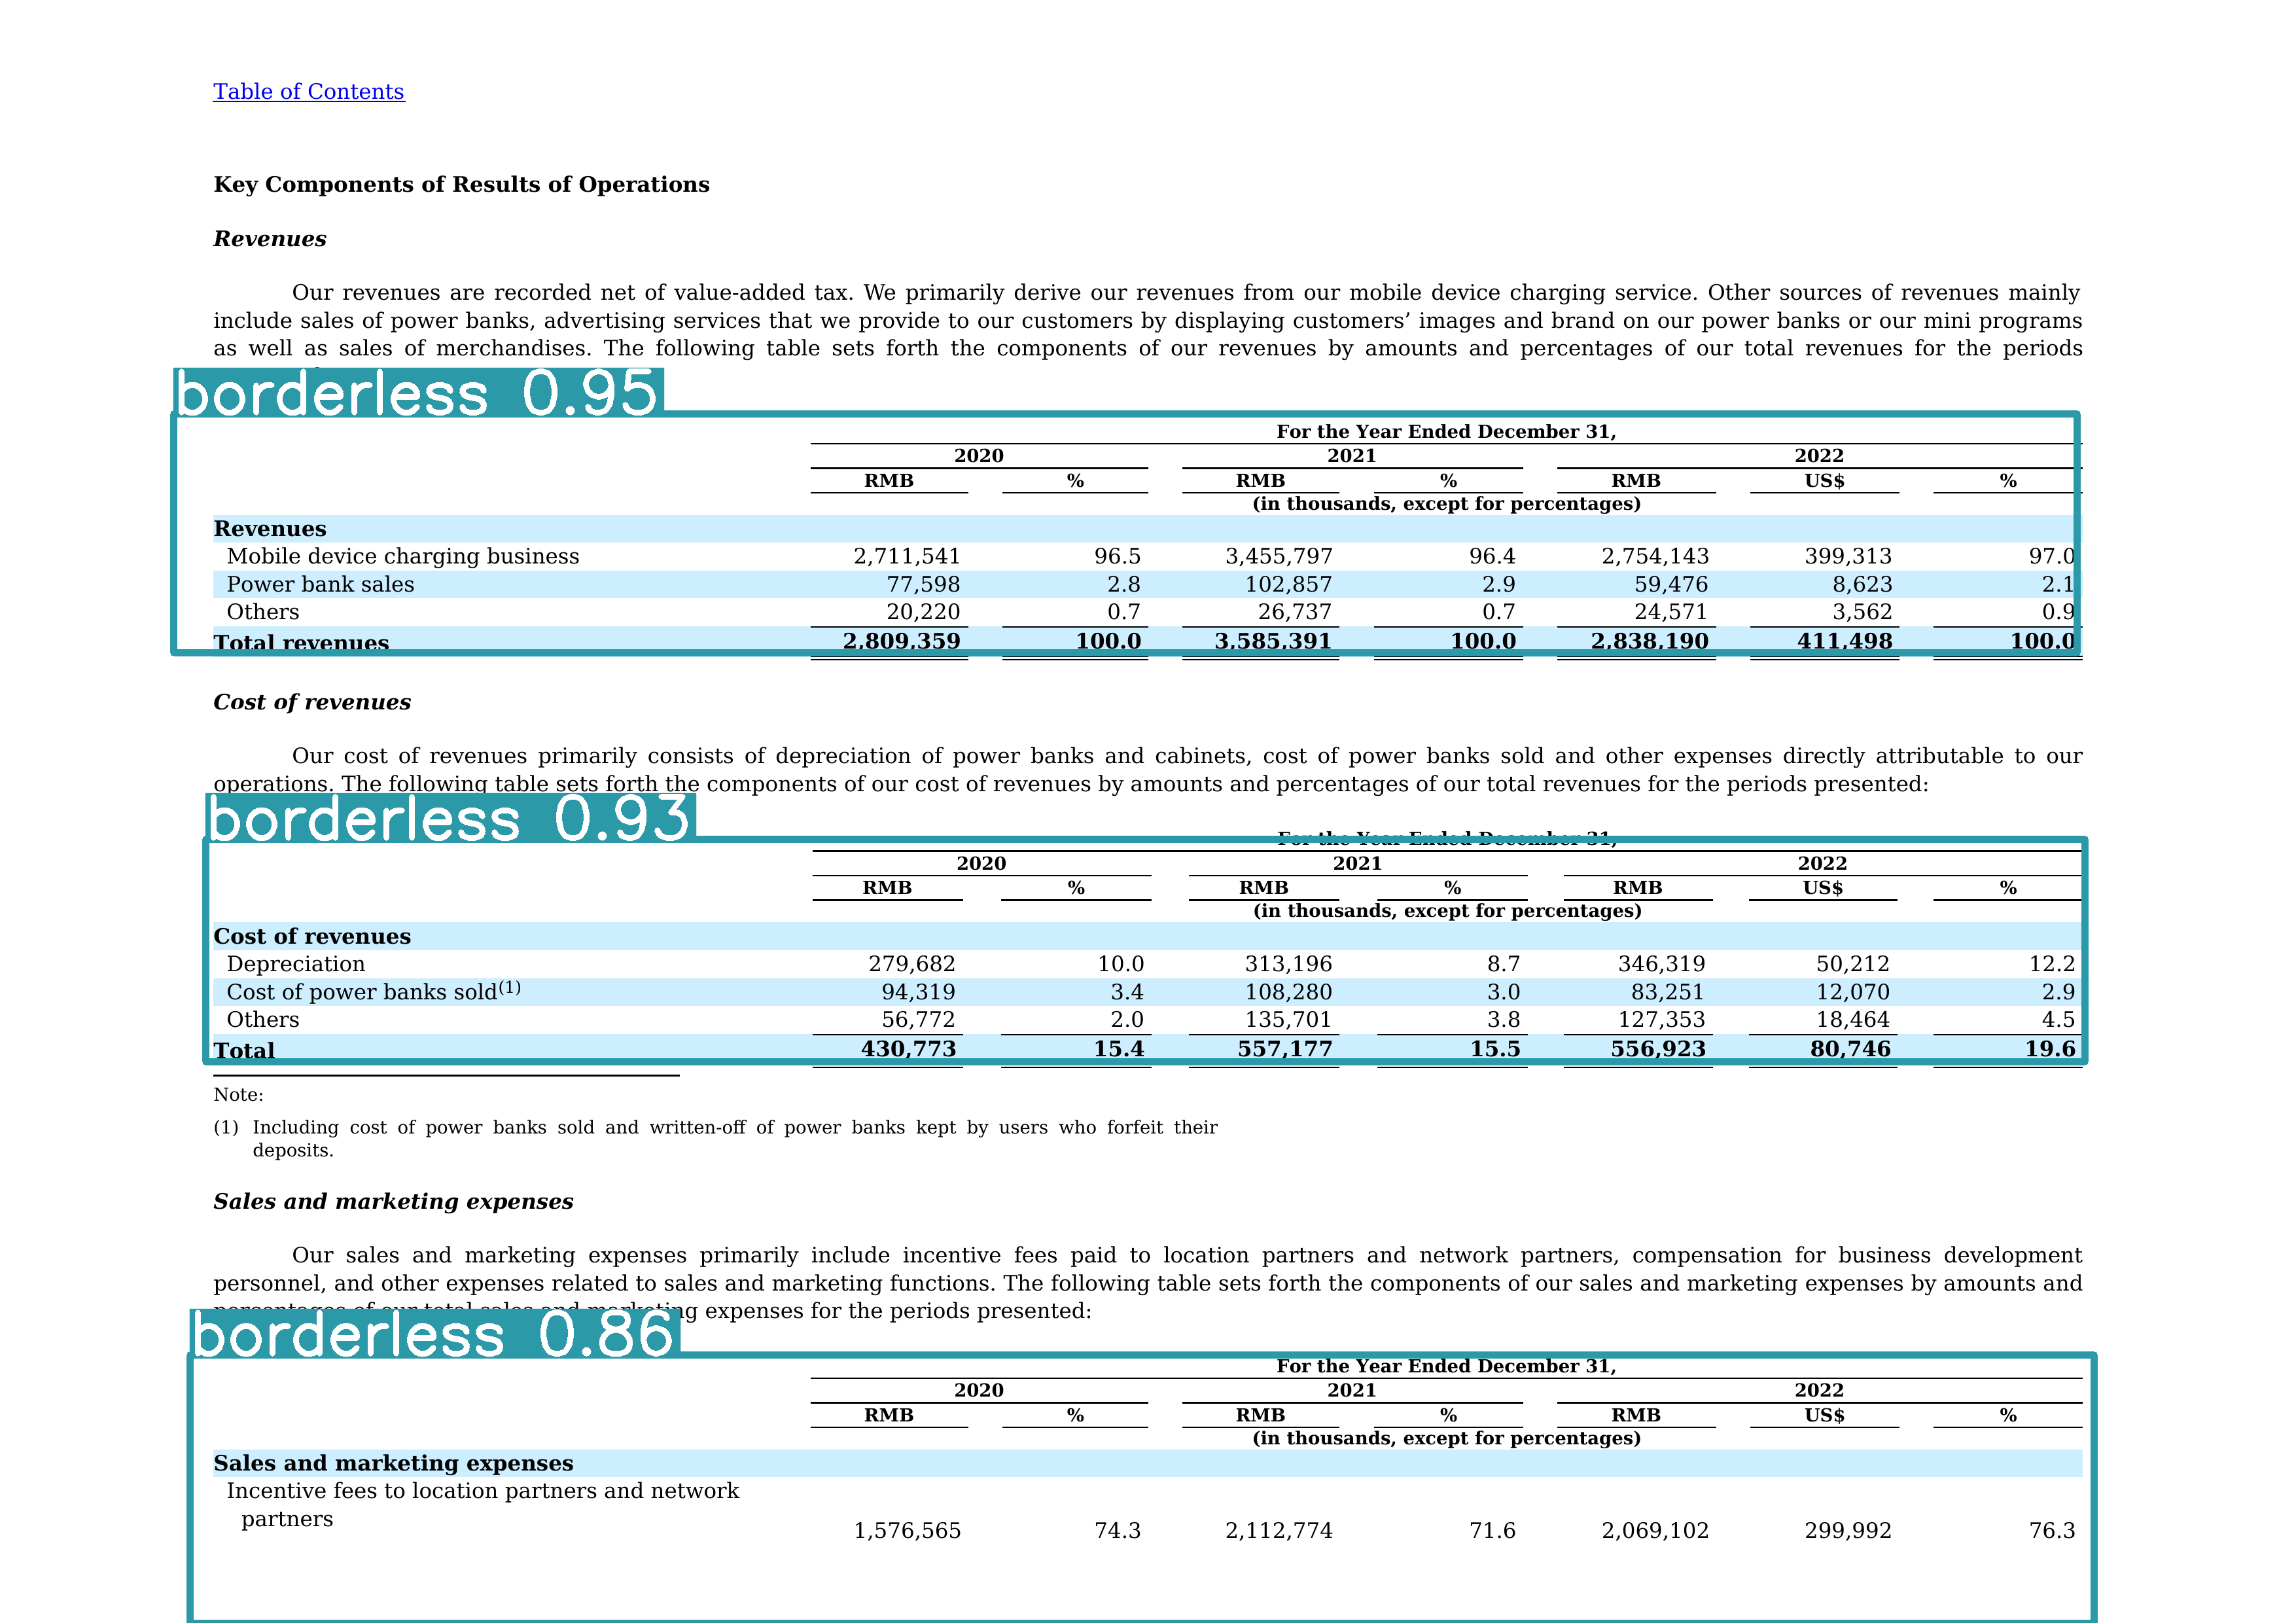 Table of Contents
Key Components of Results of Operations
Revenues
Our revenues are recorded net of value-added tax. We primarily derive our revenues from our mobile device charging service. Other sources of revenues mainly
include sales of power banks, advertising services that we provide to our customers by displaying customers’ images and brand on our power banks or our mini programs
as well as sales of merchandises. The following table sets forth the components of our revenues by amounts and percentages of our total revenues for the periods
borderless 0.95
For the Year Ended December 31,
2020 2021 2022
RMB % RMB % RMB US$ %
(in thousands, except for percentages)
Revenues
Mobile device charging business 2,711,541 96.5 3,455,797 96.4 2,754,143 399,313 97.0
Power bank sales 77,598 2.8 102,857 2.9 59,476 8,623 2.1
Others 20,220 0.7 26,737 0.7 24,571 3,562 0.9
Total revenues 2,809,359 100.0 3,585,391 100.0 2,838,190 411,498 100.0
Cost of revenues
Our cost of revenues primarily consists of depreciation of power banks and cabinets, cost of power banks sold and other expenses directly attributable to our
operations. The following table sets forth the components of our cost of revenues by amounts and percentages of our total revenues for the periods presented:
borderless 0.93
For the Year Ended December 31,
2020 2021 2022
RMB % RMB % RMB US$ %
(in thousands, except for percentages)
Cost of revenues
Depreciation 279,682 10.0 313,196 8.7 346,319 50,212 12.2
Cost of power banks sold(1) 94,319 3.4 108,280 3.0 83,251 12,070 2.9
Others 56,772 2.0 135,701 3.8 127,353 18,464 4.5
Total 430,773 15.4 557,177 15.5 556,923 80,746 19.6
Note:
(1) Including cost of power banks sold and written-off of power banks kept by users who forfeit their
deposits.
Sales and marketing expenses
Our sales and marketing expenses primarily include incentive fees paid to location partners and network partners, compensation for business development
personnel, and other expenses related to sales and marketing functions. The following table sets forth the components of our sales and marketing expenses by amounts and
percentages of our total sales and marketing expenses for the periods presented:
borderless 0.86
For the Year Ended December 31,
2020 2021 2022
RMB % RMB % RMB US$ %
(in thousands, except for percentages)
Sales and marketing expenses
Incentive fees to location partners and network
partners 1,576,565 74.3 2,112,774 71.6 2,069,102 299,992 76.3